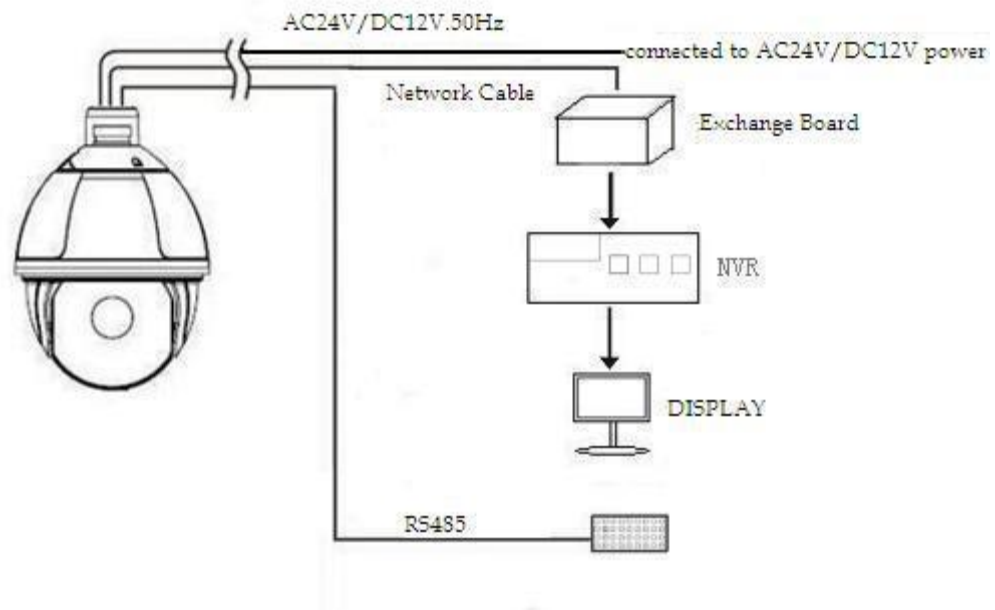 AC24V/DC12V.50Hz
connected to AC24V/DC12V power
Network Cable
Exchange Board
NVR
DISPLAY
RS485